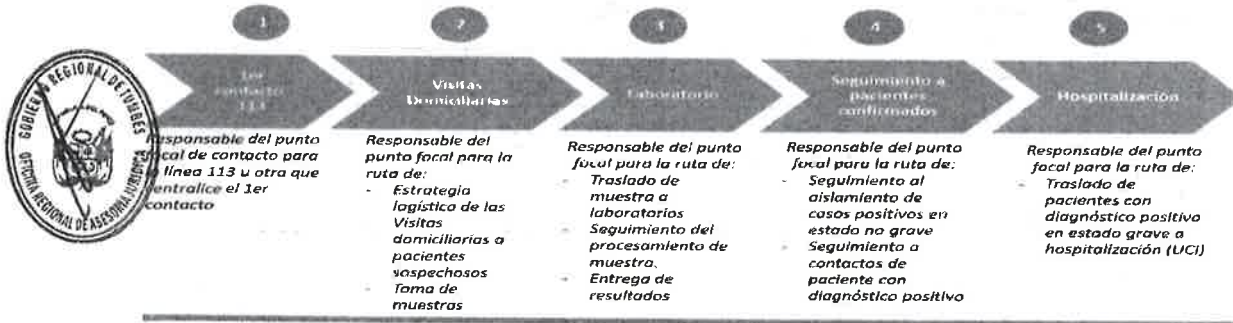 1
1er
contacto
113
Responsable del punto
focal de contacto para
la línea 113 u otra que
centralice el 1er
contacto
2
Visitas
Domiciliarias
Responsable del
punto focal para la
ruta de:
- Estrategia
logística de las
Visitas
domiciliarias a
pacientes
sospechosos
- Toma de
muestras
3
Laboratorio
Responsable del punto
focal para la ruta de:
- Traslado de
muestra a
laboratorios
- Seguimiento del
procesamiento de
muestra.
- Entrega de
resultados
4
Seguimiento a
pacientes
confirmados
Responsable del punto
focal para la ruta de:
- Seguimiento al
aislamiento de
casos positivos en
estado no grave
- Seguimiento a
contactos de
paciente con
diagnóstico positivo
5
Hospitalización
Responsable del punto
focal para la ruta de:
- Traslado de
pacientes con
diagnóstico positivo
en estado grave a
hospitalización (UCI)
GOBIERNO REGIONAL DE TUMBES
OFICINA REGIONAL DE ASESORIA JURIDICA